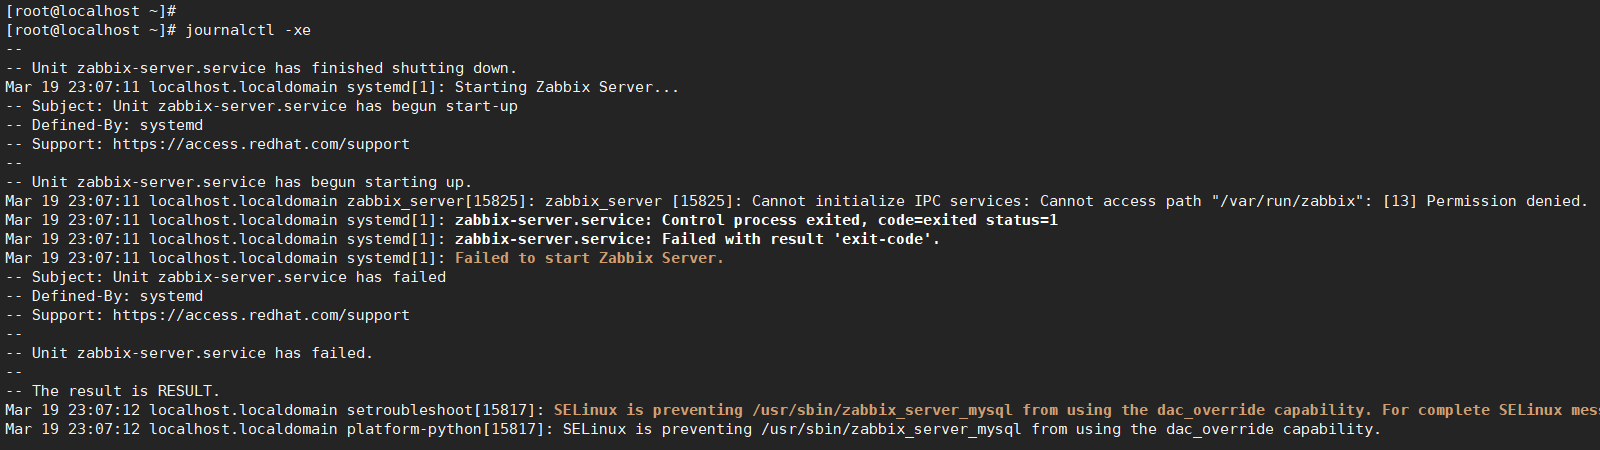 [root@localhost ~]#
[root@localhost ~]# journalctl -xe
--
-- Unit zabbix-server.service has finished shutting down.
Mar 19 23:07:11 localhost.localdomain systemd[1]: Starting Zabbix Server...
-- Subject: Unit zabbix-server.service has begun start-up
-- Defined-By: systemd
-- Support: https://access.redhat.com/support
--
-- Unit zabbix-server.service has begun starting up.
Mar 19 23:07:11 localhost.localdomain zabbix_server[15825]: zabbix_server [15825]: Cannot initialize IPC services: Cannot access path "/var/run/zabbix": [13] Permission denied.
Mar 19 23:07:11 localhost.localdomain systemd[1]: zabbix-server.service: Control process exited, code=exited status=1
Mar 19 23:07:11 localhost.localdomain systemd[1]: zabbix-server.service: Failed with result 'exit-code'.
Mar 19 23:07:11 localhost.localdomain systemd[1]: Failed to start Zabbix Server.
-- Subject: Unit zabbix-server.service has failed
-- Defined-By: systemd
-- Support: https://access.redhat.com/support
--
-- Unit zabbix-server.service has failed.
--
-- The result is RESULT.
Mar 19 23:07:12 localhost.localdomain setroubleshoot[15817]: SELinux is preventing /usr/sbin/zabbix_server_mysql from using the dac_override capability. For complete SELinux mes
Mar 19 23:07:12 localhost.localdomain platform-python[15817]: SELinux is preventing /usr/sbin/zabbix_server_mysql from using the dac_override capability.